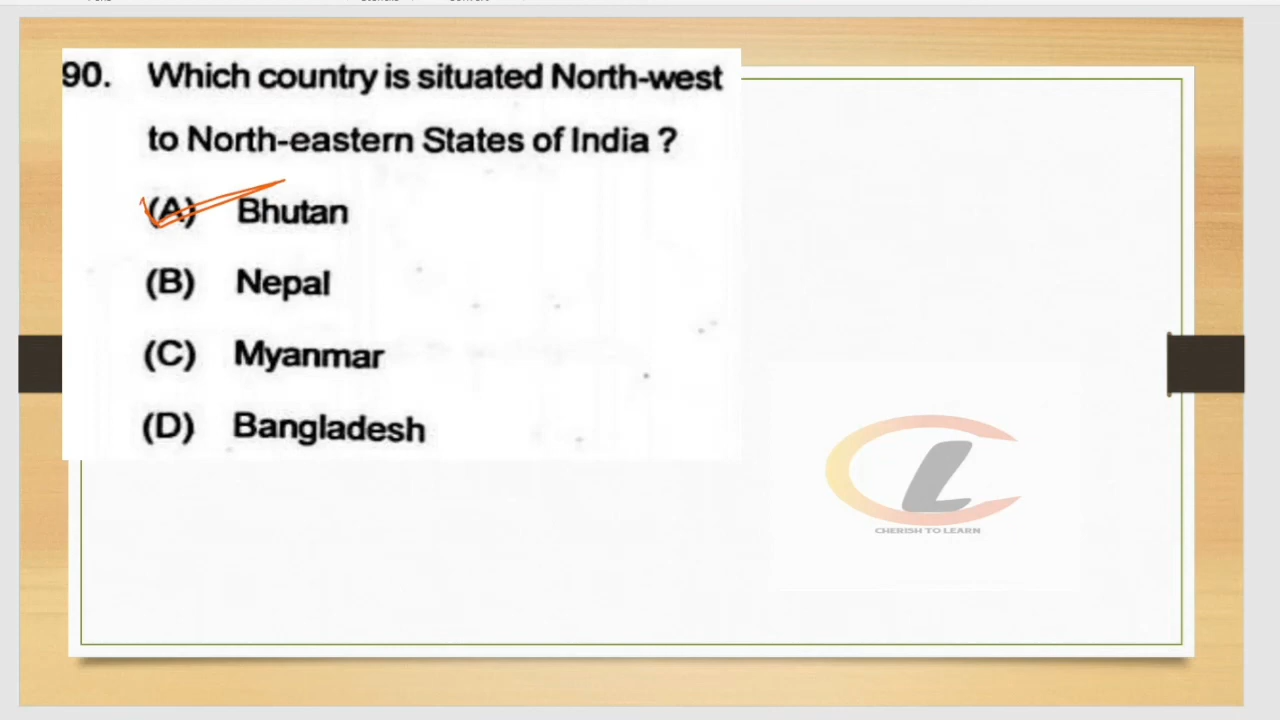 90. Which country is situated North-west
to North-eastern States of India ?
(A) Bhutan
(B) Nepal
(C) Myanmar
(D) Bangladesh
CL
CHERISH TO LEARN